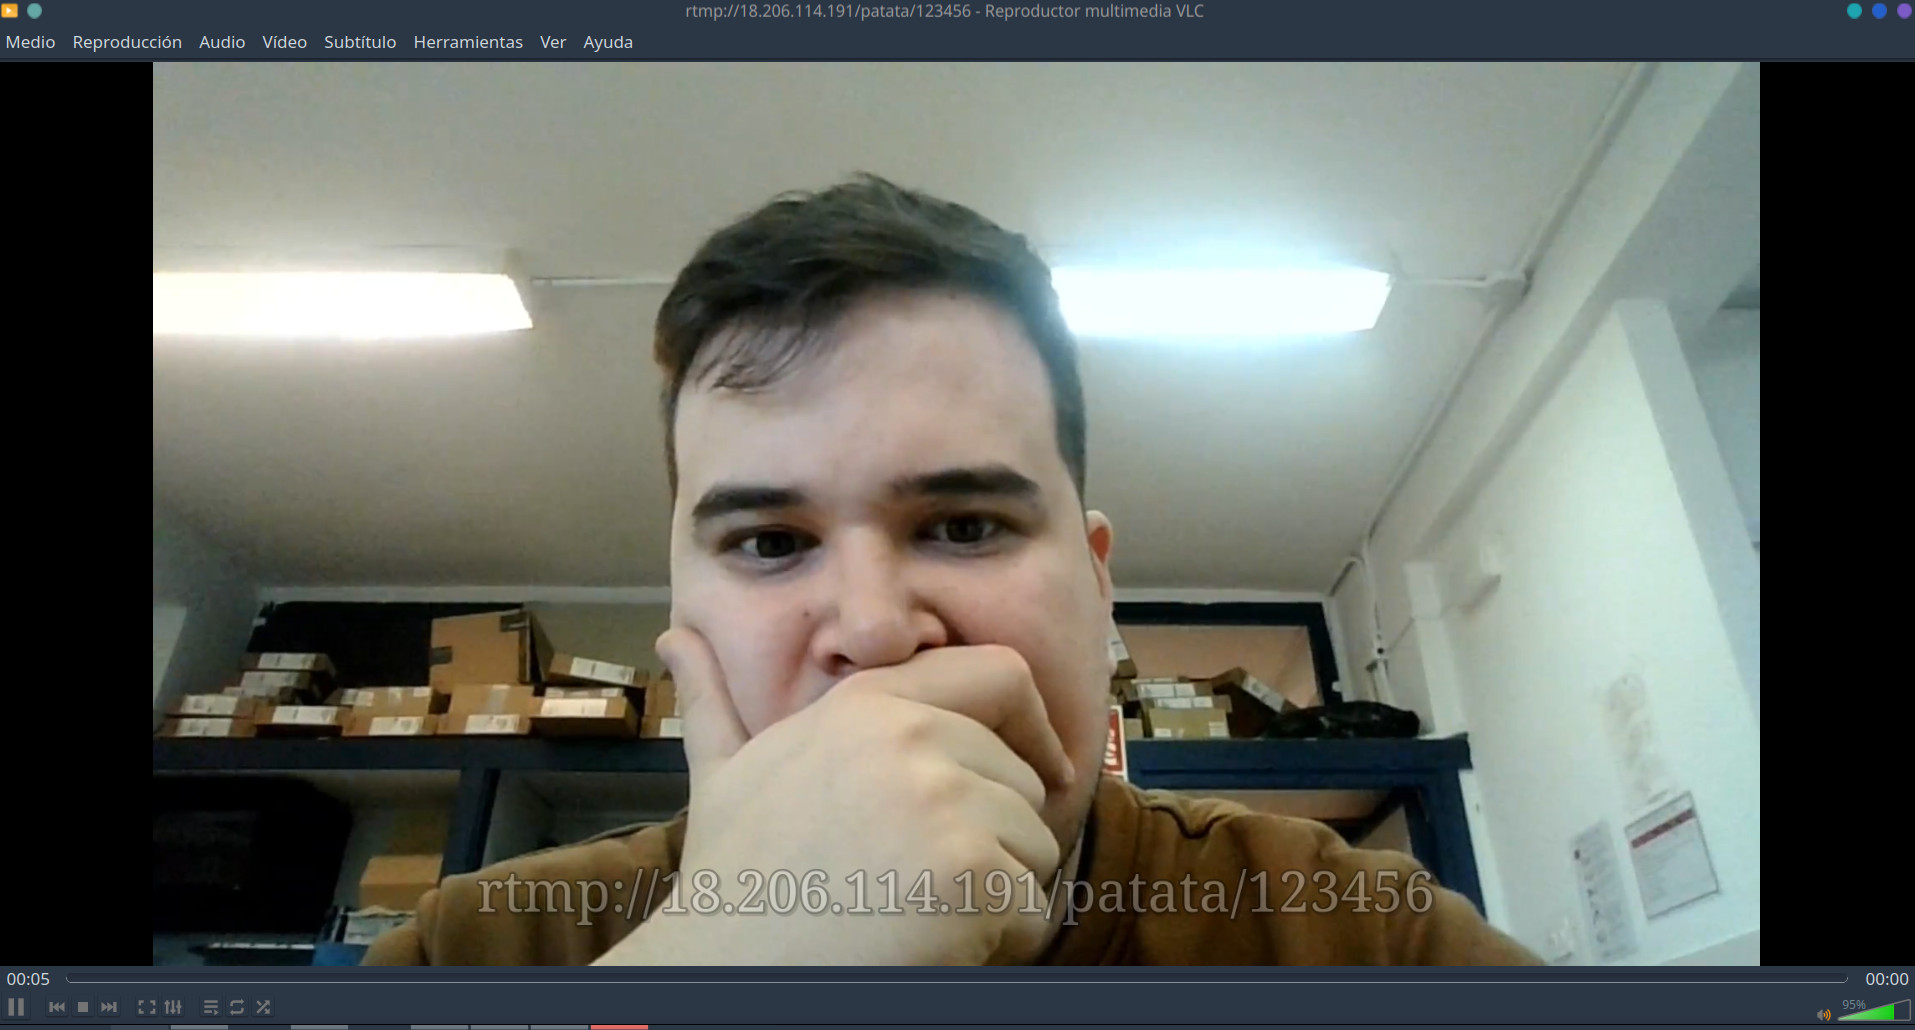 rtmp://18.206.114.191/patata/123456 - Reproductor multimedia VLC
Medio Reproducción Audio Vídeo Subtítulo Herramientas Ver Ayuda
rtmp://18.206.114.191/patata/123456
00:05 00:00
95%